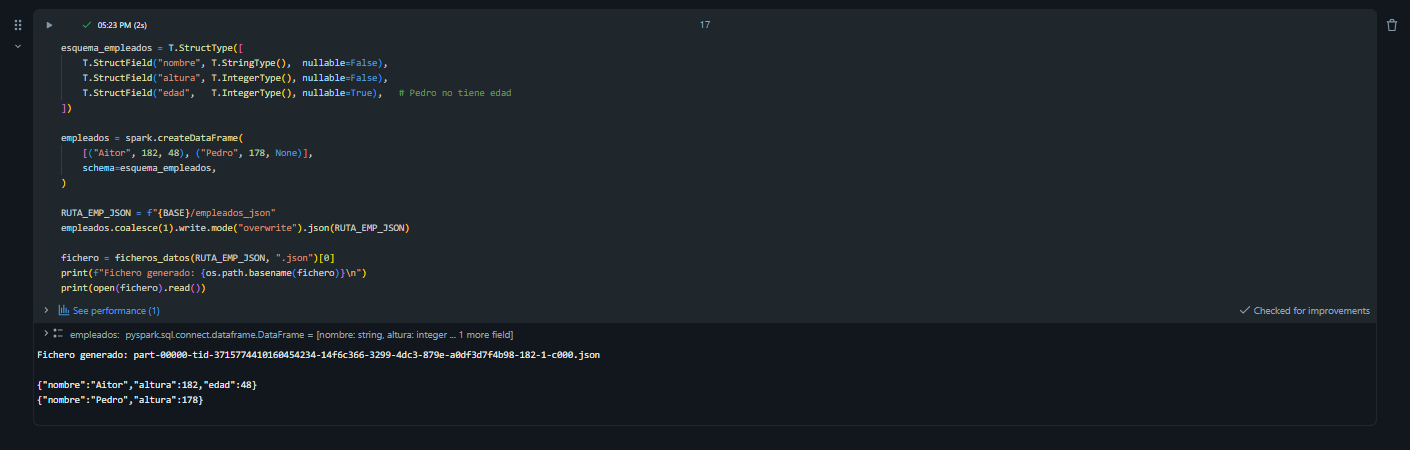 05:23 PM (2s)
17
esquema_empleados = T.StructType([
    T.StructField("nombre", T.StringType(),  nullable=False),
    T.StructField("altura", T.IntegerType(), nullable=False),
    T.StructField("edad",   T.IntegerType(), nullable=True),   # Pedro no tiene edad
])

empleados = spark.createDataFrame(
    [("Aitor", 182, 48), ("Pedro", 178, None)],
    schema=esquema_empleados,
)

RUTA_EMP_JSON = f"{BASE}/empleados_json"
empleados.coalesce(1).write.mode("overwrite").json(RUTA_EMP_JSON)

fichero = ficheros_datos(RUTA_EMP_JSON, ".json")[0]
print(f"Fichero generado: {os.path.basename(fichero)}\n")
print(open(fichero).read())
See performance (1)
Checked for improvements
empleados: pyspark.sql.connect.dataframe.DataFrame = [nombre: string, altura: integer ... 1 more field]
Fichero generado: part-00000-tid-3715774410160454234-14f6c366-3299-4dc3-879e-a0df3d7f4b98-182-1-c000.json

{"nombre":"Aitor","altura":182,"edad":48}
{"nombre":"Pedro","altura":178}